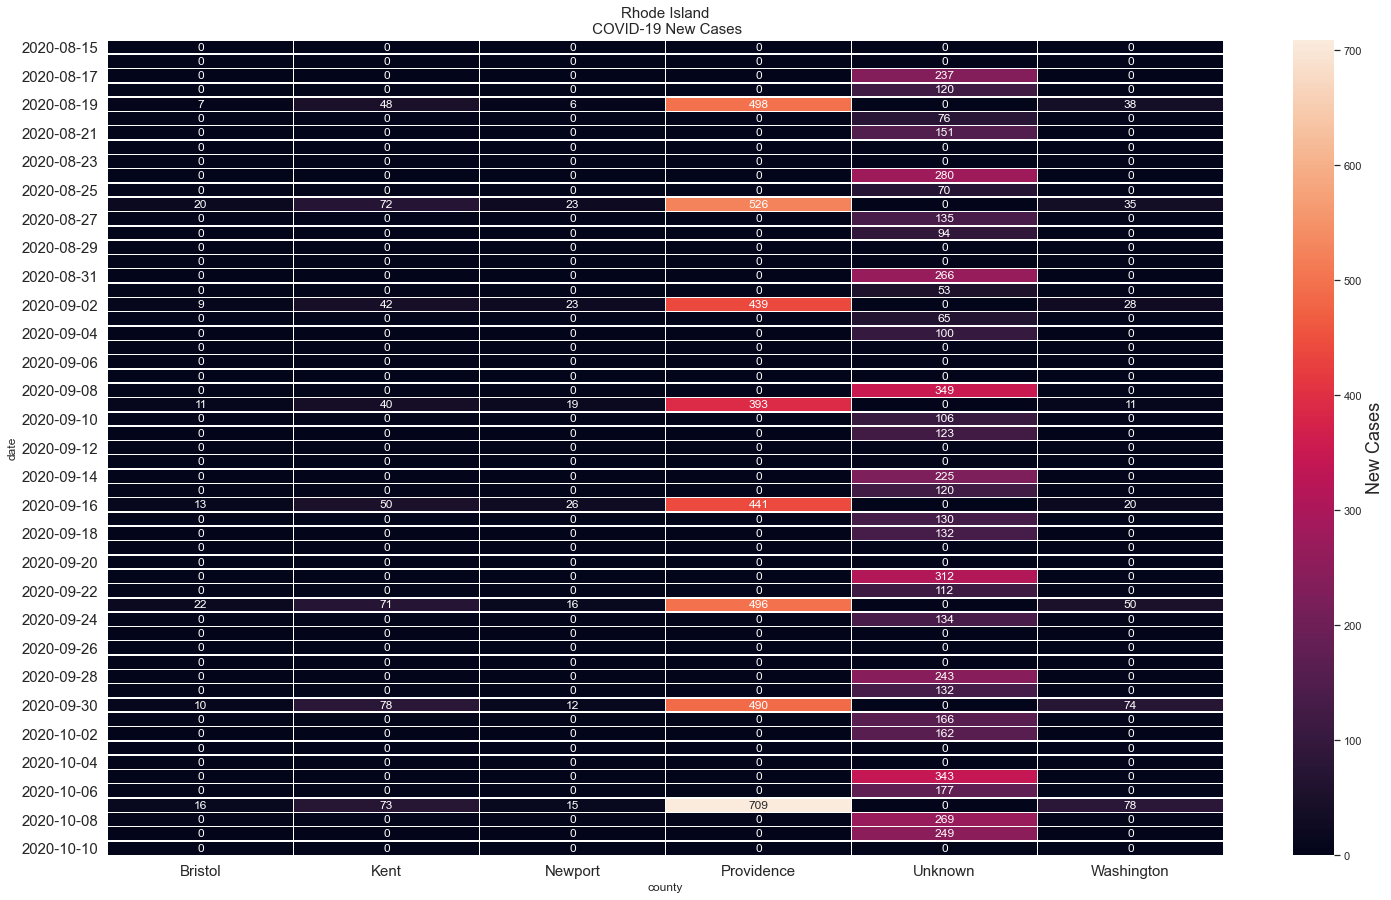 Rhode Island
COVID-19 New Cases
2020-08-15 0 0 0 0 0 0
0 0 0 0 0 0
2020-08-17 0 0 0 0 237 0
0 0 0 0 120 0
2020-08-19 7 48 6 498 0 38
0 0 0 0 76 0
2020-08-21 0 0 0 0 151 0
0 0 0 0 0 0
2020-08-23 0 0 0 0 0 0
0 0 0 0 280 0
2020-08-25 0 0 0 0 70 0
20 72 23 526 0 35
2020-08-27 0 0 0 0 135 0
0 0 0 0 94 0
2020-08-29 0 0 0 0 0 0
0 0 0 0 0 0
2020-08-31 0 0 0 0 266 0
0 0 0 0 53 0
2020-09-02 9 42 23 439 0 28
0 0 0 0 65 0
2020-09-04 0 0 0 0 100 0
0 0 0 0 0 0
2020-09-06 0 0 0 0 0 0
0 0 0 0 0 0
2020-09-08 0 0 0 0 349 0
11 40 19 393 0 11
2020-09-10 0 0 0 0 106 0
0 0 0 0 123 0
2020-09-12 0 0 0 0 0 0
0 0 0 0 0 0
2020-09-14 0 0 0 0 225 0
0 0 0 0 120 0
2020-09-16 13 50 26 441 0 20
0 0 0 0 130 0
2020-09-18 0 0 0 0 132 0
0 0 0 0 0 0
2020-09-20 0 0 0 0 0 0
0 0 0 0 312 0
2020-09-22 0 0 0 0 112 0
22 71 16 496 0 50
2020-09-24 0 0 0 0 134 0
0 0 0 0 0 0
2020-09-26 0 0 0 0 0 0
0 0 0 0 0 0
2020-09-28 0 0 0 0 243 0
0 0 0 0 132 0
2020-09-30 10 78 12 490 0 74
0 0 0 0 166 0
2020-10-02 0 0 0 0 162 0
0 0 0 0 0 0
2020-10-04 0 0 0 0 0 0
0 0 0 0 343 0
2020-10-06 0 0 0 0 177 0
16 73 15 709 0 78
2020-10-08 0 0 0 0 269 0
0 0 0 0 249 0
2020-10-10 0 0 0 0 0 0
date
Bristol Kent Newport Providence Unknown Washington
county
700
600
500
400
300
200
100
0
New Cases